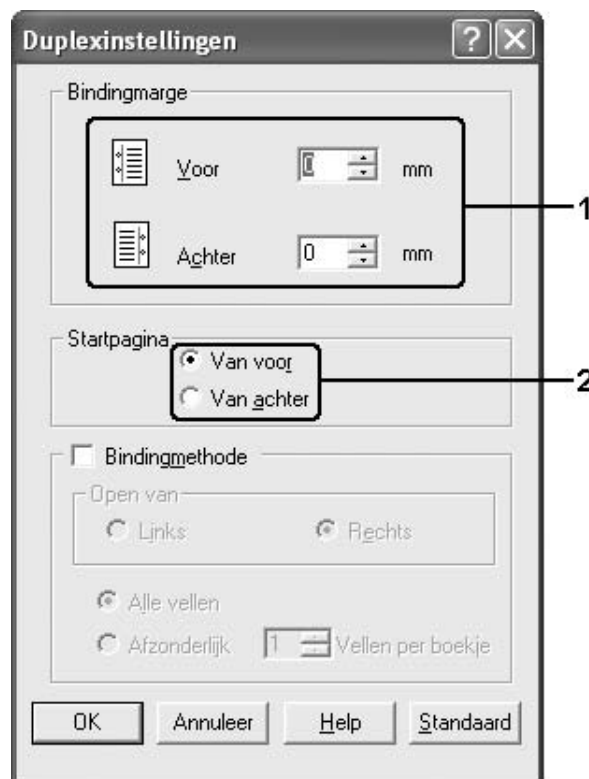 Duplexinstellingen
Bindingmarge
Voor 0 mm
1
Achter 0 mm
Startpagina
Van voor
2
Van achter
Bindingmethode
Open van
Links Rechts
Alle vellen
Afzonderlijk 1 Vellen per boekje
OK Annuleer Help Standaard